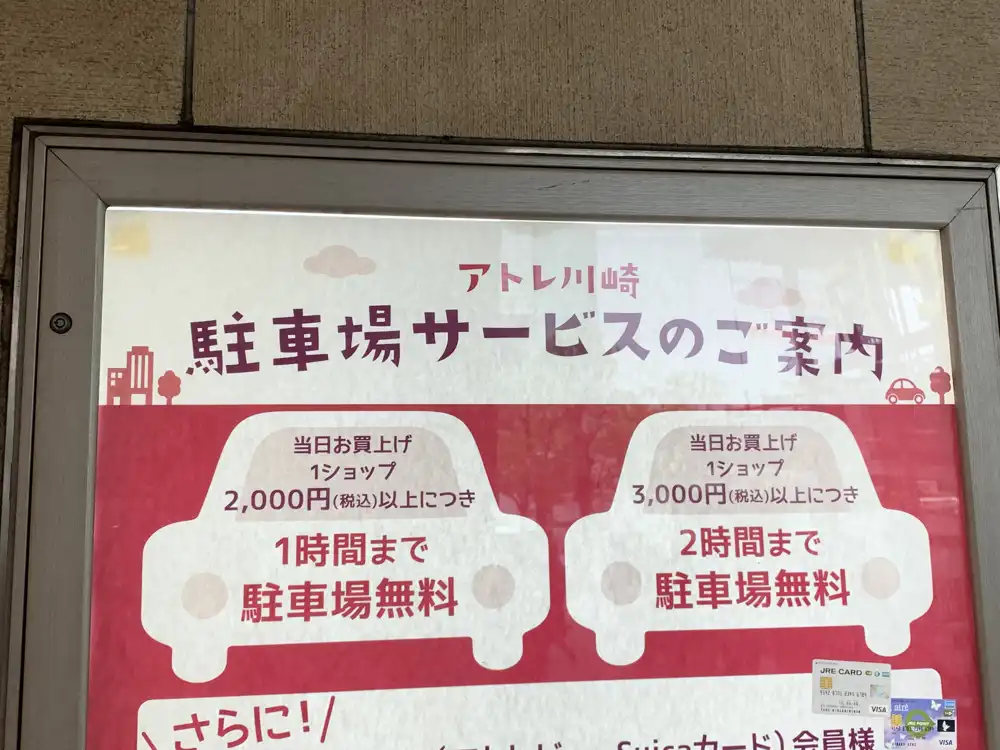 アトレ川崎
駐車場サービスのご案内
当日お買上げ
1ショップ
2,000円(税込)以上につき
1時間まで
駐車場無料
当日お買上げ
1ショップ
3,000円(税込)以上につき
2時間まで
駐車場無料
さらに!
Suicaカード)会員様
JRE CARD
VISA
VISA